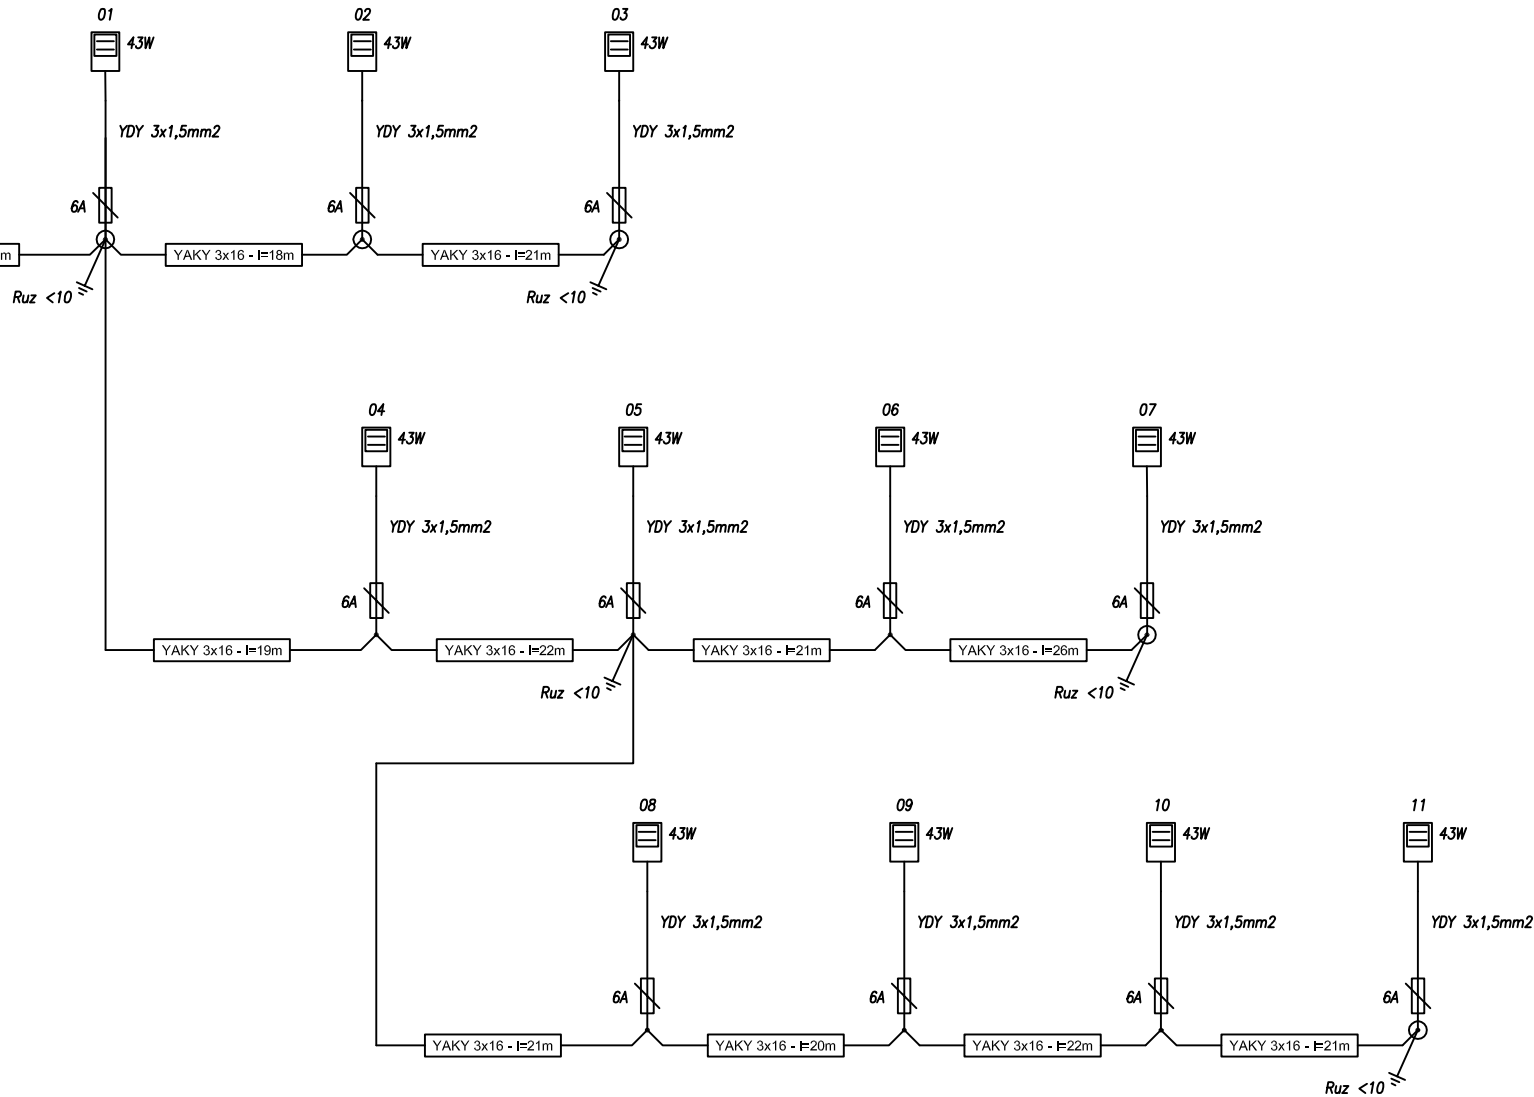 01 02 03
43W 43W 43W
YDY 3x1,5mm2 YDY 3x1,5mm2 YDY 3x1,5mm2
6A 6A 6A
m YAKY 3x16 - l=18m YAKY 3x16 - l=21m
Ruz <10 Ruz <10
04 05 06 07
43W 43W 43W 43W
YDY 3x1,5mm2 YDY 3x1,5mm2 YDY 3x1,5mm2 YDY 3x1,5mm2
6A 6A 6A 6A
YAKY 3x16 - l=19m YAKY 3x16 - l=22m YAKY 3x16 - l=21m YAKY 3x16 - l=26m
Ruz <10 Ruz <10
08 09 10 11
43W 43W 43W 43W
YDY 3x1,5mm2 YDY 3x1,5mm2 YDY 3x1,5mm2 YDY 3x1,5mm2
6A 6A 6A 6A
YAKY 3x16 - l=21m YAKY 3x16 - l=20m YAKY 3x16 - l=22m YAKY 3x16 - l=21m
Ruz <10